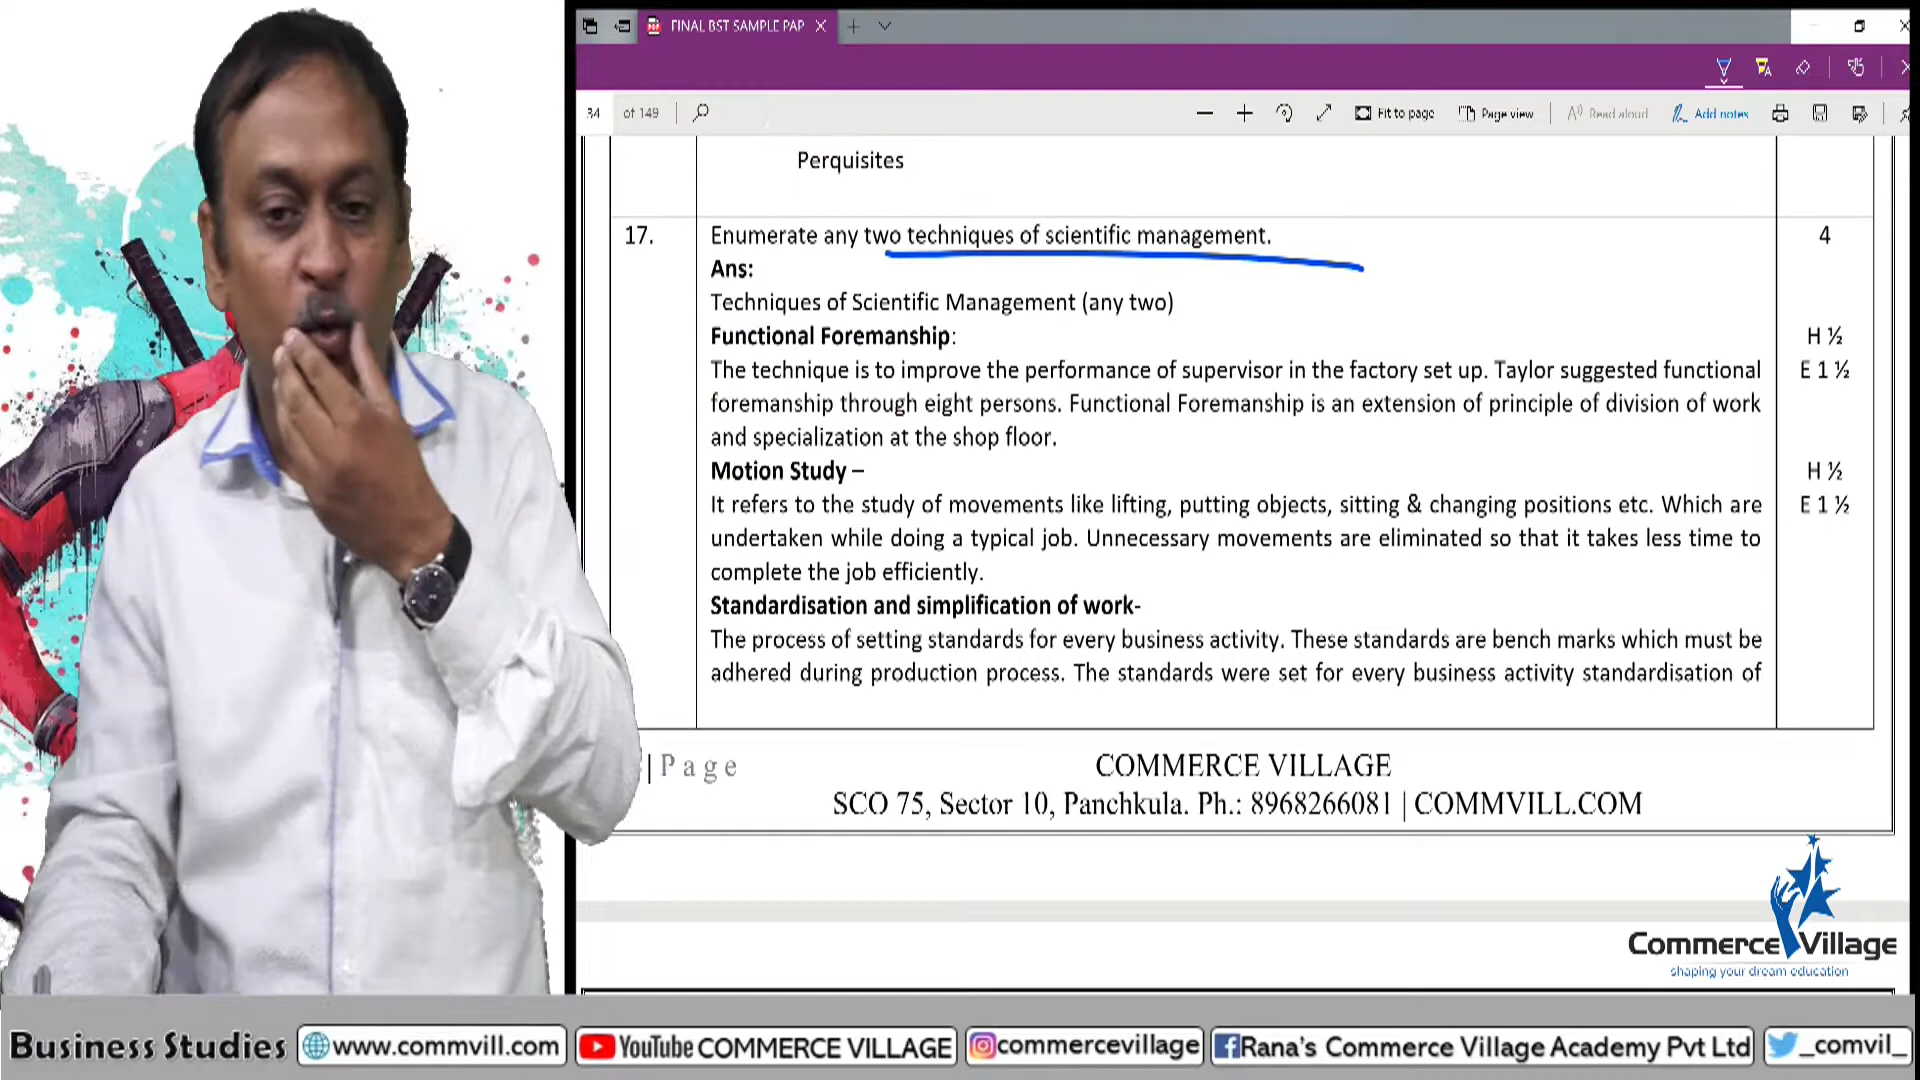 FINAL BST SAMPLE PAP
34 of 149
Fit to page
Page view
Read aloud
Add notes
Perquisites
17. Enumerate any two techniques of scientific management. 4
Ans:
Techniques of Scientific Management (any two)
Functional Foremanship: H ½
The technique is to improve the performance of supervisor in the factory set up. Taylor suggested functional E 1 ½
foremanship through eight persons. Functional Foremanship is an extension of principle of division of work
and specialization at the shop floor.
Motion Study – H ½
It refers to the study of movements like lifting, putting objects, sitting & changing positions etc. Which are E 1 ½
undertaken while doing a typical job. Unnecessary movements are eliminated so that it takes less time to
complete the job efficiently.
Standardisation and simplification of work-
The process of setting standards for every business activity. These standards are bench marks which must be
adhered during production process. The standards were set for every business activity standardisation of
| Page COMMERCE VILLAGE
SCO 75, Sector 10, Panchkula. Ph.: 8968266081 | COMMVILL.COM
Commerce Village
shaping your dream education
Business Studies www.commvill.com YouTube COMMERCE VILLAGE commercevillage Rana's Commerce Village Academy Pvt Ltd _comvil_